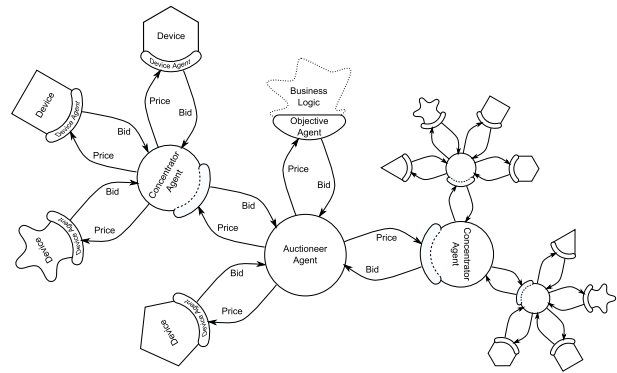 Device
Device Agent
Price
Bid
Device
Device Agent
Bid
Price
Business
Logic
Objective
Agent
Price
Bid
Concentrator
Agent
Bid
Price
Bid
Price
Device
Device Agent
Auctioneer
Agent
Price
Bid
Concentrator
Agent
Bid
Price
Device
Device Agent